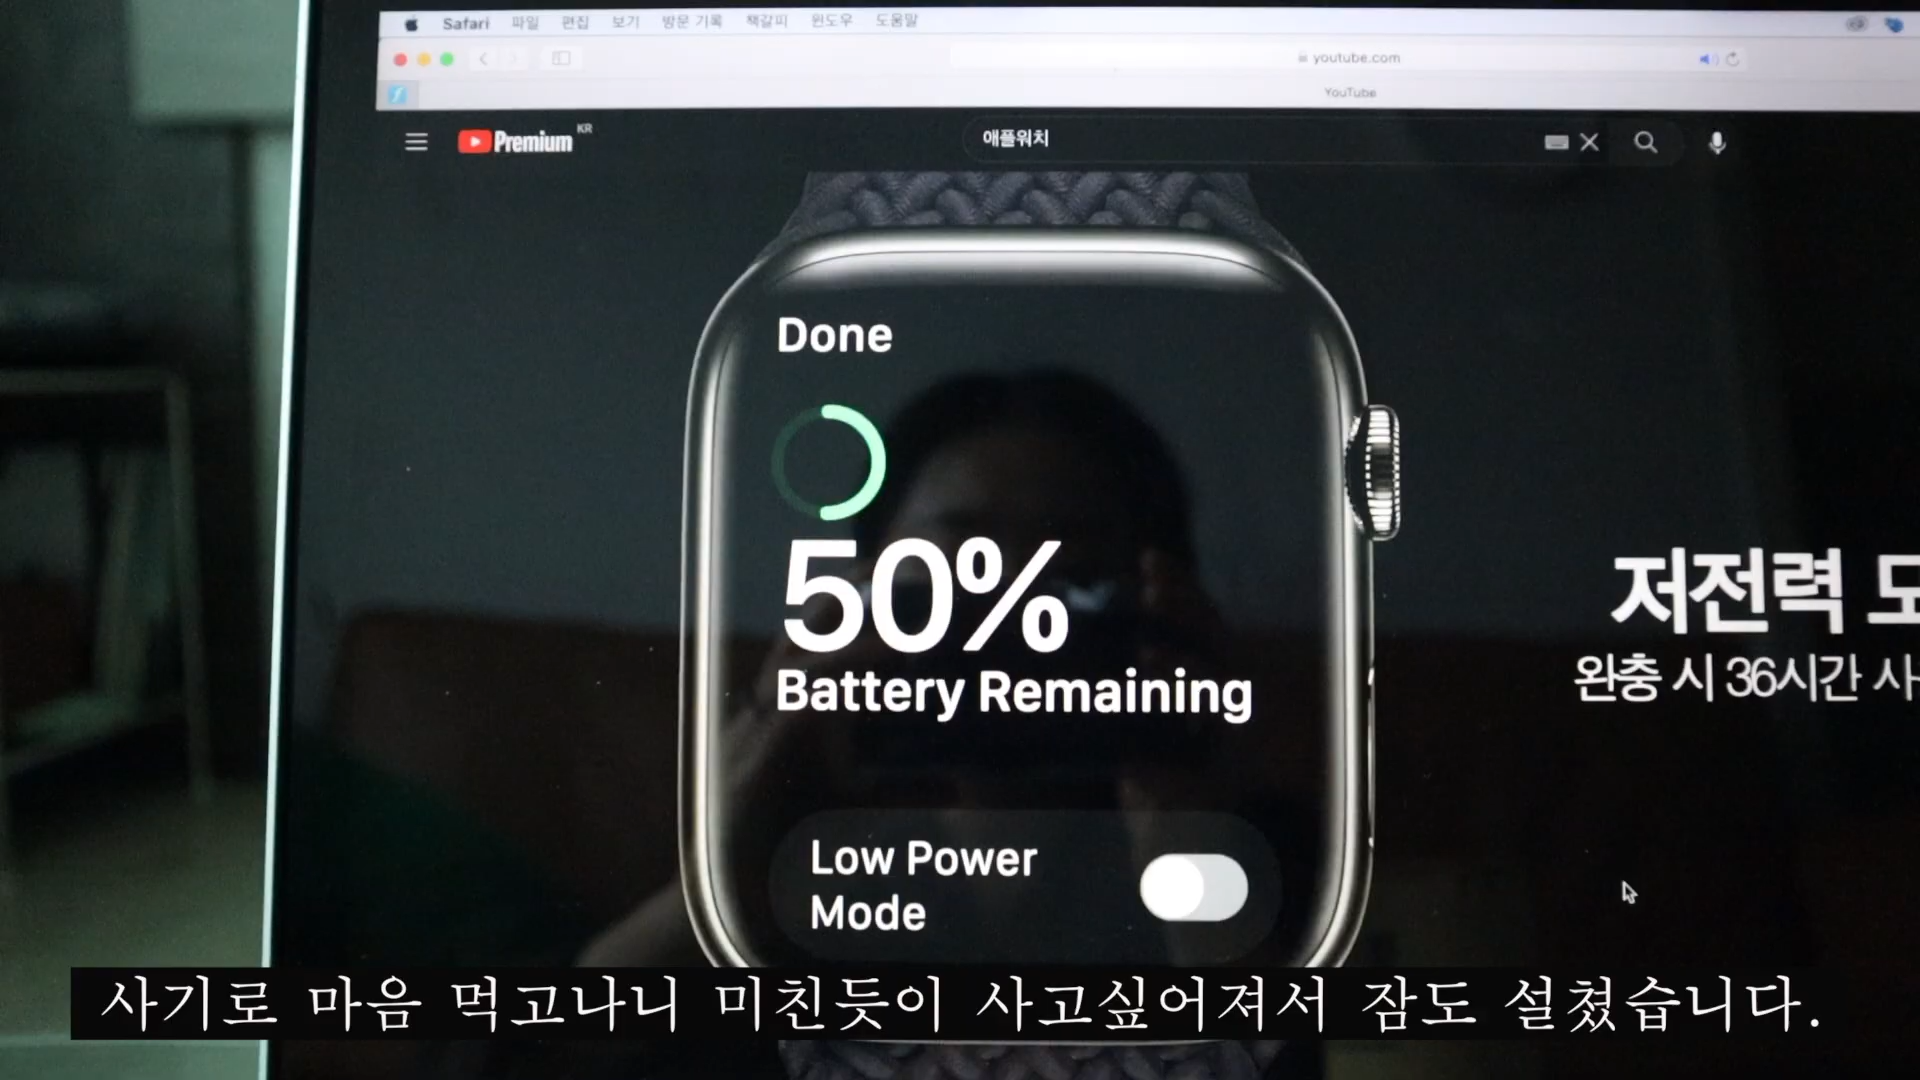 Safari 파일 편집 보기 방문 기록 책갈피 윈도우 도움말
youtube.com
YouTube
Premium KR
애플워치
Done
50%
Battery Remaining
저전력
완충 시 36시간
Low Power
Mode
사기로 마음 먹고나니 미친듯이 사고싶어져서 잠도 설쳤습니다.